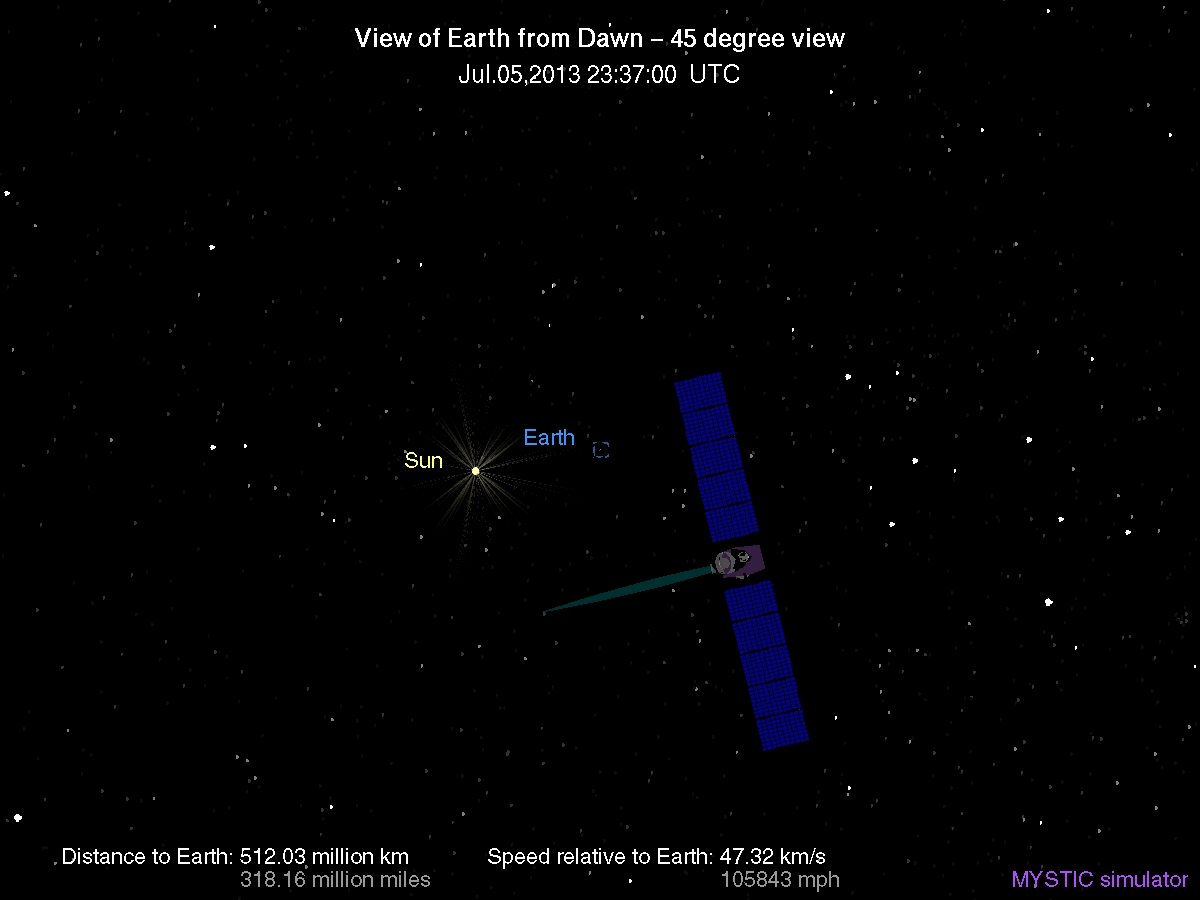 View of Earth from Dawn – 45 degree view
Jul.05,2013 23:37:00 UTC
Earth
Sun
Distance to Earth: 512.03 million km
318.16 million miles
Speed relative to Earth: 47.32 km/s
105843 mph
MYSTIC simulator